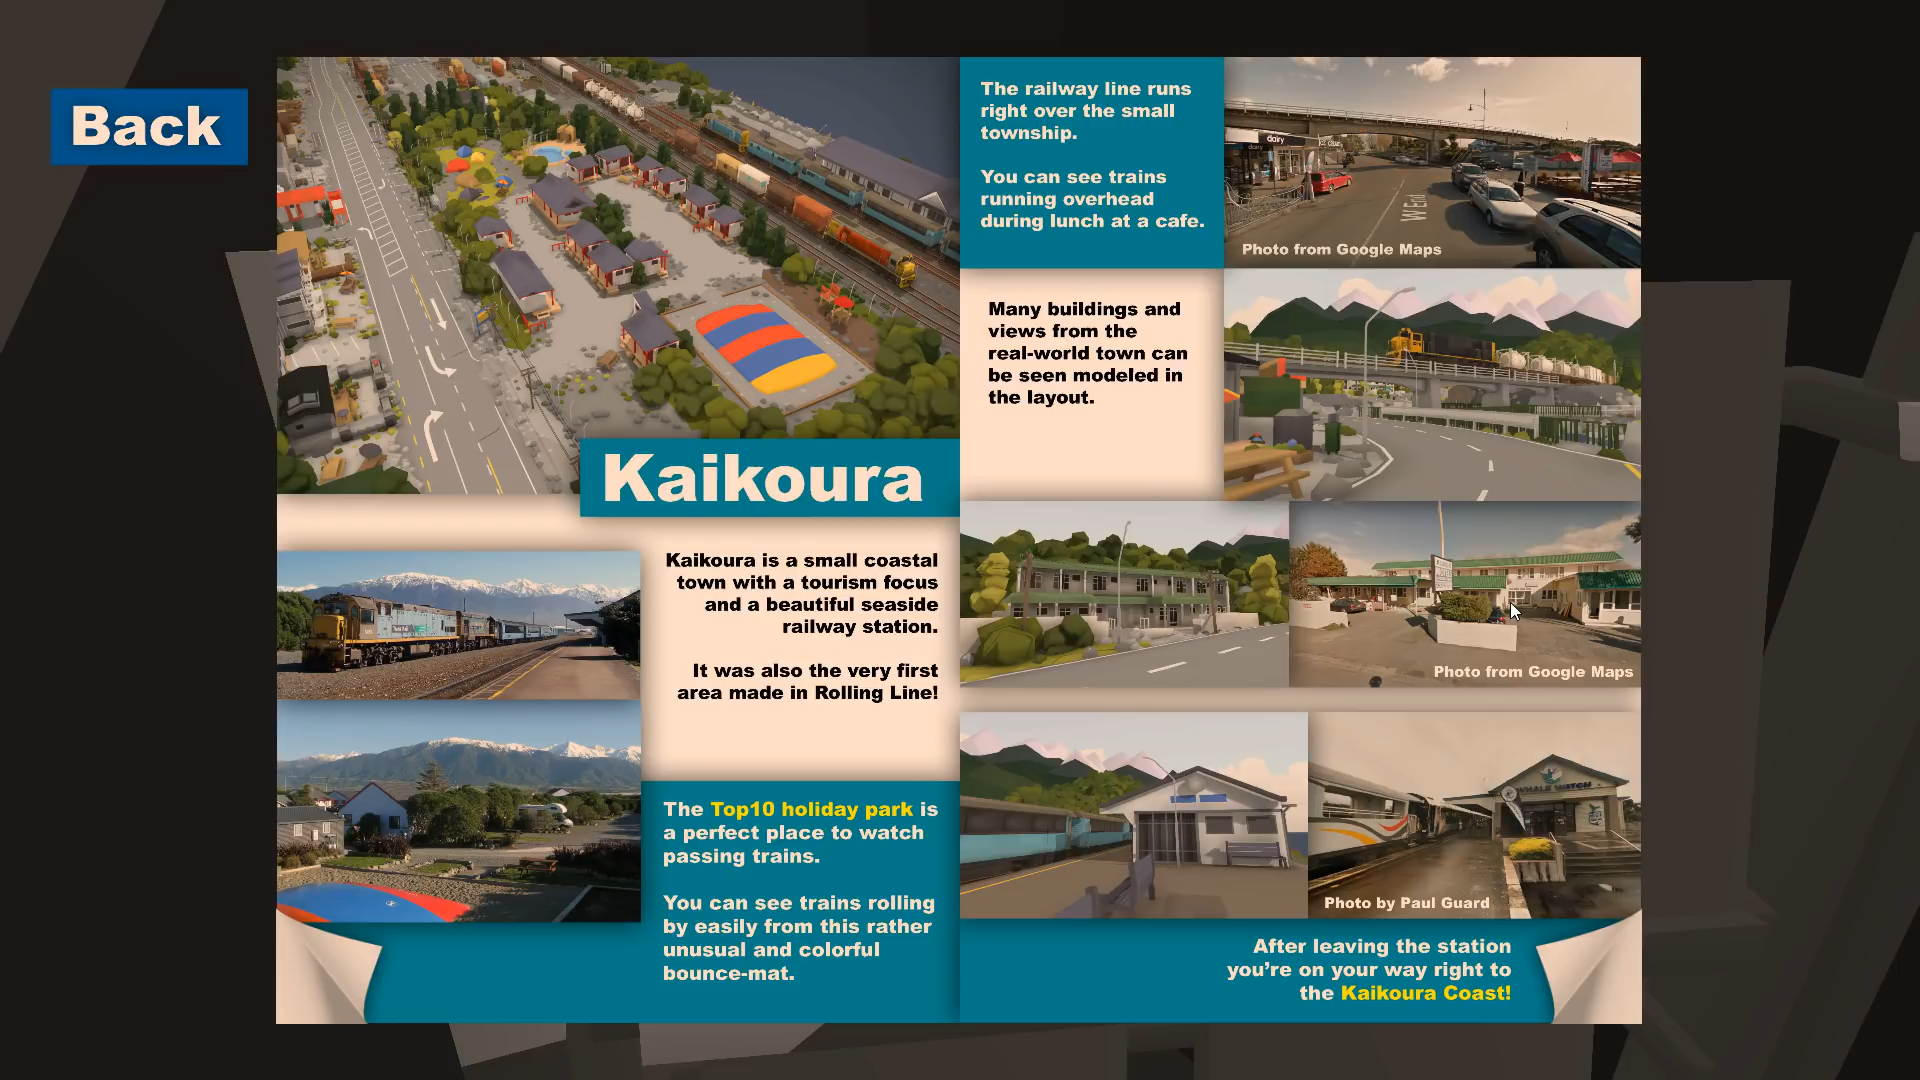 Back
Kaikoura
Kaikoura is a small coastal
town with a tourism focus
and a beautiful seaside
railway station.
It was also the very first
area made in Rolling Line!
The Top10 holiday park is
a perfect place to watch
passing trains.
You can see trains rolling
by easily from this rather
unusual and colorful
bounce-mat.
The railway line runs
right over the small
township.
You can see trains
running overhead
during lunch at a cafe.
dairy
W End
Photo from Google Maps
Many buildings and
views from the
real-world town can
be seen modeled in
the layout.
Photo from Google Maps
WHALE WATCH
Photo by Paul Guard
After leaving the station
you’re on your way right to
the Kaikoura Coast!